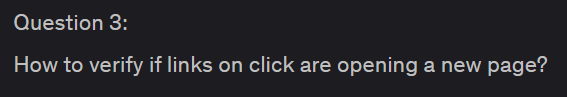 Question 3:
How to verify if links on click are opening a new page?